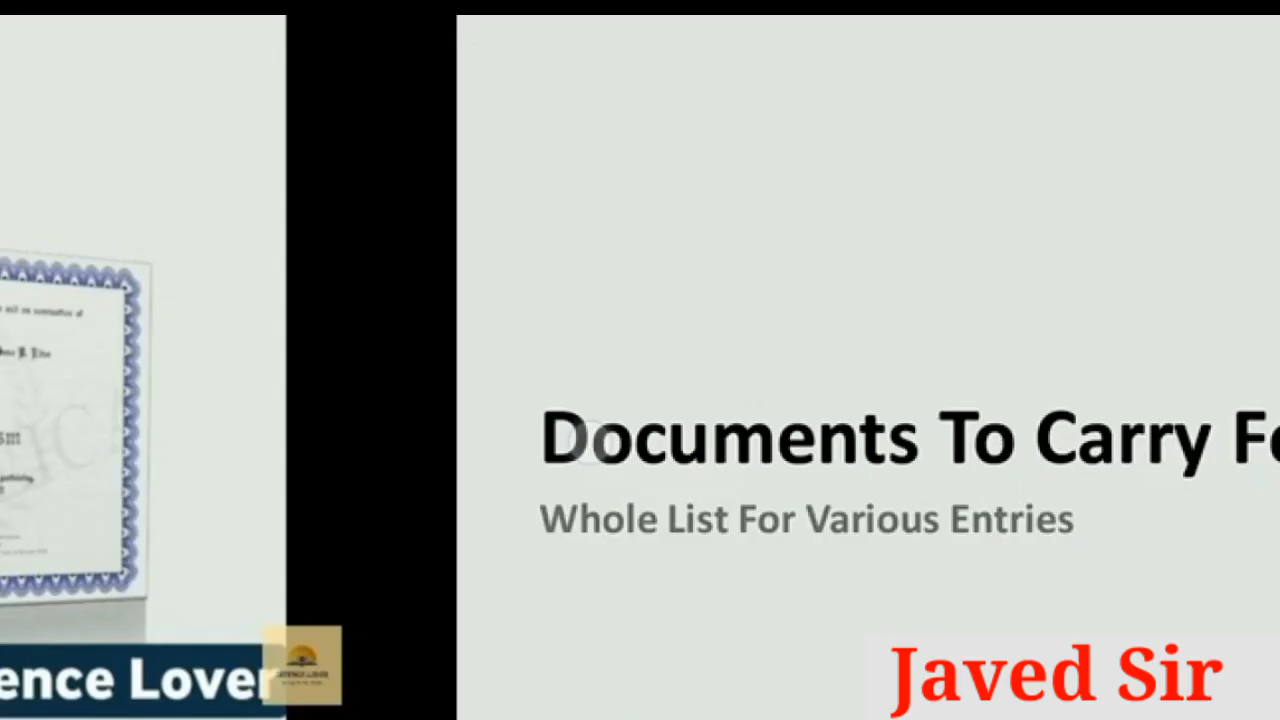 Documents To Carry Fo
Whole List For Various Entries
ence Lover
Javed Sir